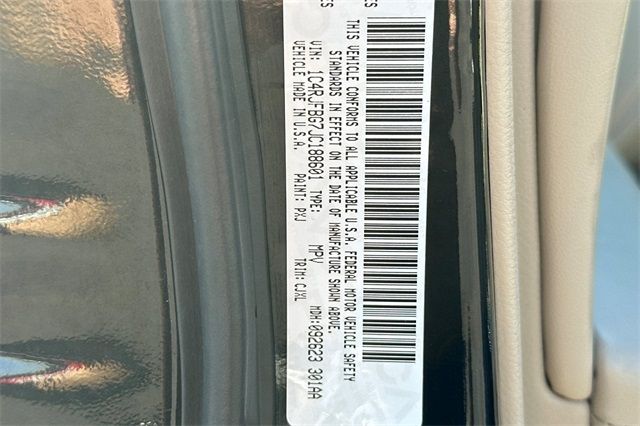 THIS VEHICLE CONFORMS TO ALL APPLICABLE U.S.A. FEDERAL MOTOR VEHICLE SAFETY
STANDARDS IN EFFECT ON THE DATE OF MANUFACTURE SHOWN ABOVE.
VIN: 1C4RJFBG7JC188601 TYPE: MPV MDH: 092623 301AA
VEHICLE MADE IN U.S.A. PAINT: PXJ TRIM: CJXL